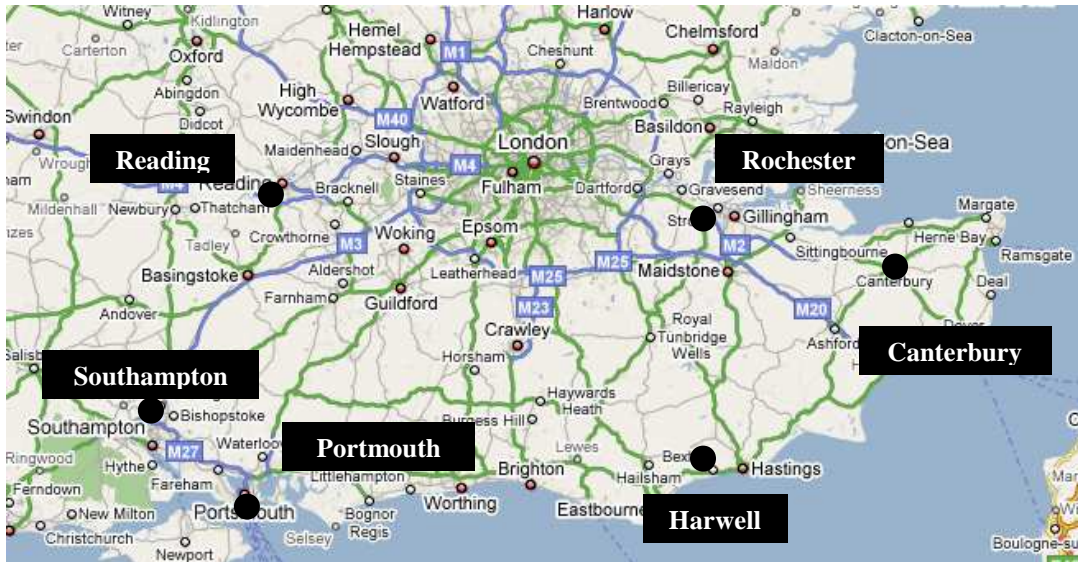 Witney
Kidlington
Oxford
Carterton
Hemel
Hempstead
M1
Harlow
Cheshunt
Chelmsford
Maldon
Clacton-on-Sea
Abingdon
Didcot
High
Wycombe
Watford
M40
Brentwood
Billericay
Rayleigh
Basildon
Swindon
Reading
Maidenhead
Slough
M4
London
Fulham
Grays
Dartford
Gravesend
Rochester
on-Sea
Sheerness
Reading
Bracknell
Staines
Mildenhall
Newbury
Thatcham
Crowthorne
Tadley
M3
Woking
Epsom
Leatherhead
Gillingham
M2
Sittingbourne
Margate
Herne Bay
Ramsgate
Basingstoke
Aldershot
Farnham
Guildford
M25
M25
Maidstone
Canterbury
Deal
Andover
M23
Crawley
Horsham
Royal
Tunbridge
Wells
M20
Ashford
Canterbury
Southampton
Bishopstoke
Southampton
M27
Portmouth
Haywards
Heath
Burgess Hill
Lewes
Hailsham
Hastings
Ringwood
Hythe
Fareham
Littlehampton
Brighton
Worthing
Eastbourne
Harwell
Ferndown
New Milton
Christchurch
Bognor
Regis
Selsey
Newport